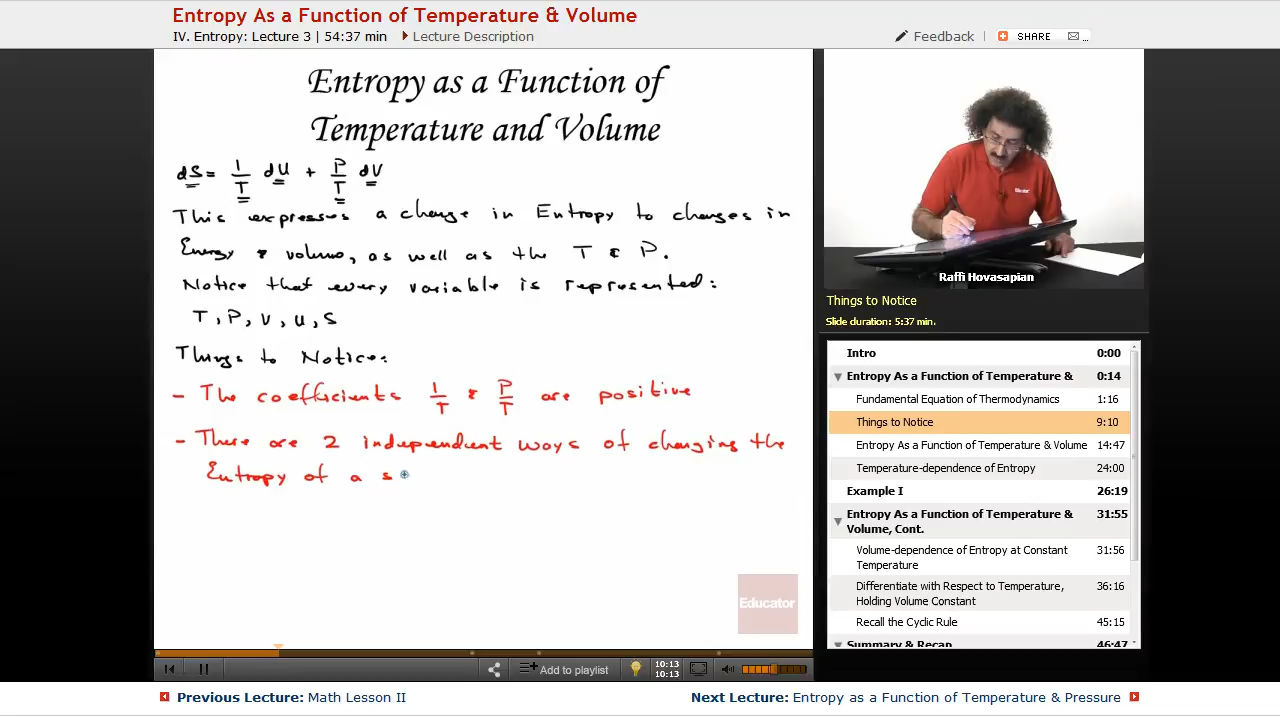 Entropy As a Function of Temperature & Volume
IV. Entropy: Lecture 3 | 54:37 min
Lecture Description
Feedback
SHARE
Entropy as a Function of
Temperature and Volume
dS = 1/T dU + P/T dV
This expresses a change in Entropy to changes in
Energy & volume, as well as the T & P.
Notice that every variable is represented:
T, P, V, U, S
Things to Notice:
- The coefficients 1/T & P/T are positive
- There are 2 independent ways of changing the
Entropy of a s
Educator
10:13
10:13
Add to playlist
Raffi Hovasapian
Things to Notice
Slide duration: 5:37 min.
Intro 0:00
Entropy As a Function of Temperature & 0:14
Fundamental Equation of Thermodynamics 1:16
Things to Notice 9:10
Entropy As a Function of Temperature & Volume 14:47
Temperature-dependence of Entropy 24:00
Example I 26:19
Entropy As a Function of Temperature & 31:55
Volume, Cont.
Volume-dependence of Entropy at Constant 31:56
Temperature
Differentiate with Respect to Temperature, 36:16
Holding Volume Constant
Recall the Cyclic Rule 45:15
Summary & Recap 46:47
Previous Lecture: Math Lesson II
Next Lecture: Entropy as a Function of Temperature & Pressure